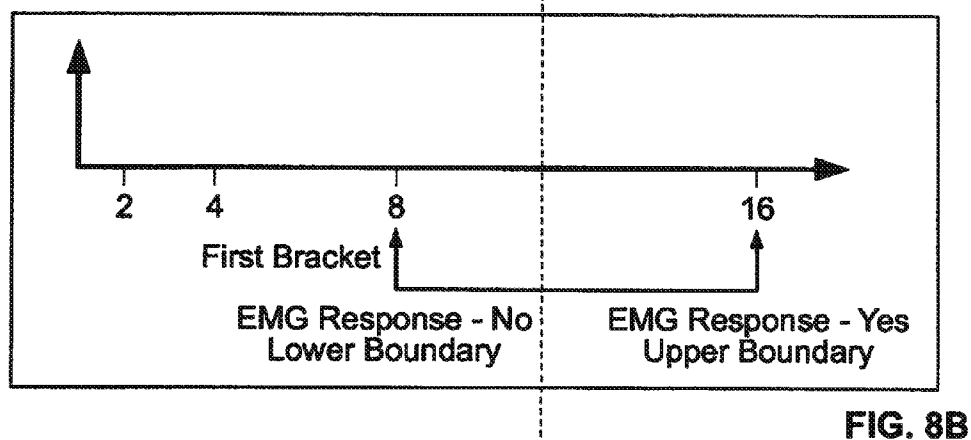 2 4 8 16
First Bracket
EMG Response - No
Lower Boundary
EMG Response - Yes
Upper Boundary
FIG. 8B